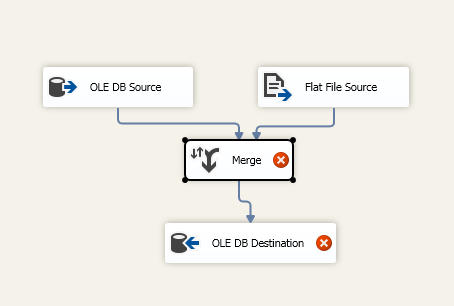 OLE DB Source
Flat File Source
Merge
OLE DB Destination